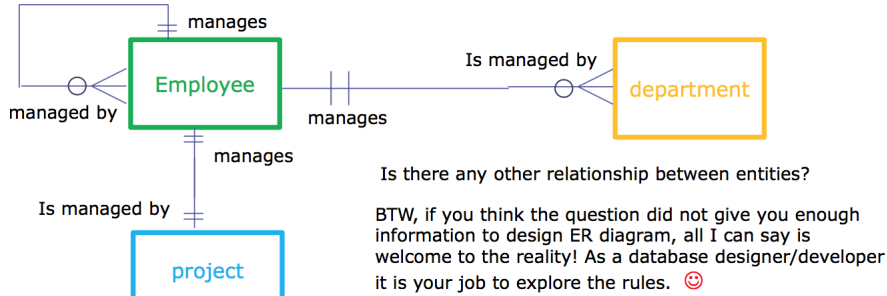 manages
Is managed by
Employee
department
managed by
manages
manages
Is there any other relationship between entities?
Is managed by
BTW, if you think the question did not give you enough
information to design ER diagram, all I can say is
welcome to the reality! As a database designer/developer
it is your job to explore the rules.
project